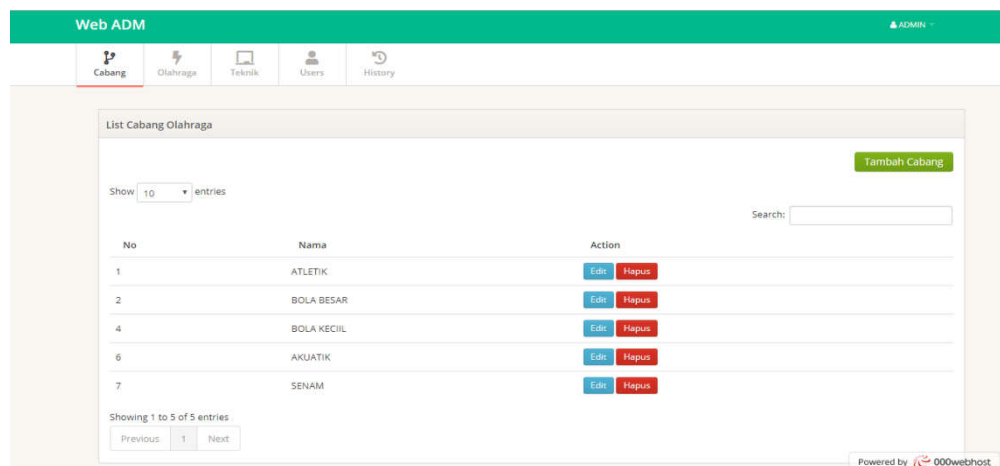 Web ADM
ADMIN
Cabang Olahraga Teknik Users History
List Cabang Olahraga
Tambah Cabang
Show 10 entries
Search:
No Nama Action
1 ATLETIK Edit Hapus
2 BOLA BESAR Edit Hapus
4 BOLA KECIIL Edit Hapus
6 AKUATIK Edit Hapus
7 SENAM Edit Hapus
Showing 1 to 5 of 5 entries
Previous 1 Next
Powered by 000webhost